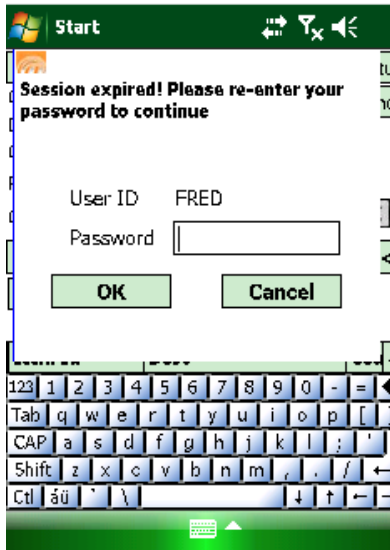 Start
Session expired! Please re-enter your
password to continue
User ID FRED
Password
OK Cancel
123 1 2 3 4 5 6 7 8 9 0 - =
Tab q w e r t y u i o p [
CAP a s d f g h j k l ; '
Shift z x c v b n m , . / ←
Ctl áü ` \ ↓ ↑ ← →